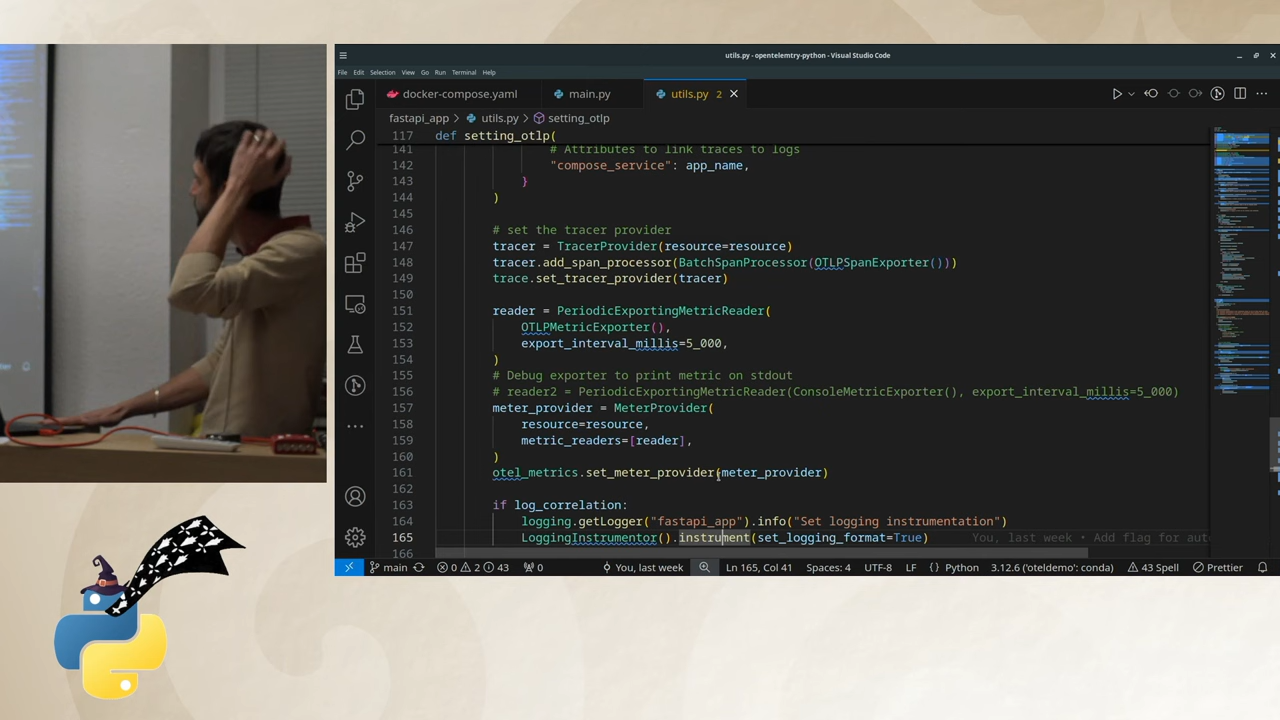 utils.py - opentelemtry-python - Visual Studio Code
File Edit Selection View Go Run Terminal Help
docker-compose.yaml main.py utils.py 2
fastapi_app > utils.py > setting_otlp
117 def setting_otlp(
141 # Attributes to link traces to logs
142 "compose_service": app_name,
143 }
144 )
145
146 # set the tracer provider
147 tracer = TracerProvider(resource=resource)
148 tracer.add_span_processor(BatchSpanProcessor(OTLPSpanExporter()))
149 trace.set_tracer_provider(tracer)
150
151 reader = PeriodicExportingMetricReader(
152 OTLPMetricExporter(),
153 export_interval_millis=5_000,
154 )
155 # Debug exporter to print metric on stdout
156 # reader = PeriodicExportingMetricReader(ConsoleMetricExporter(), export_interval_millis=5_000)
157 meter_provider = MeterProvider(
158 resource=resource,
159 metric_readers=[reader],
160 )
161 otel_metrics.set_meter_provider(meter_provider)
162
163 if log_correlation:
164 logging.getLogger("fastapi_app").info("Set logging instrumentation")
165 LoggingInstrumentor().instrument(set_logging_format=True) You, last week • Add flag for aut
166
main 0 2 43 0 You, last week Ln 165, Col 41 Spaces: 4 UTF-8 LF {} Python 3.12.6 ('oteldemo': conda) 43 Spell Prettier